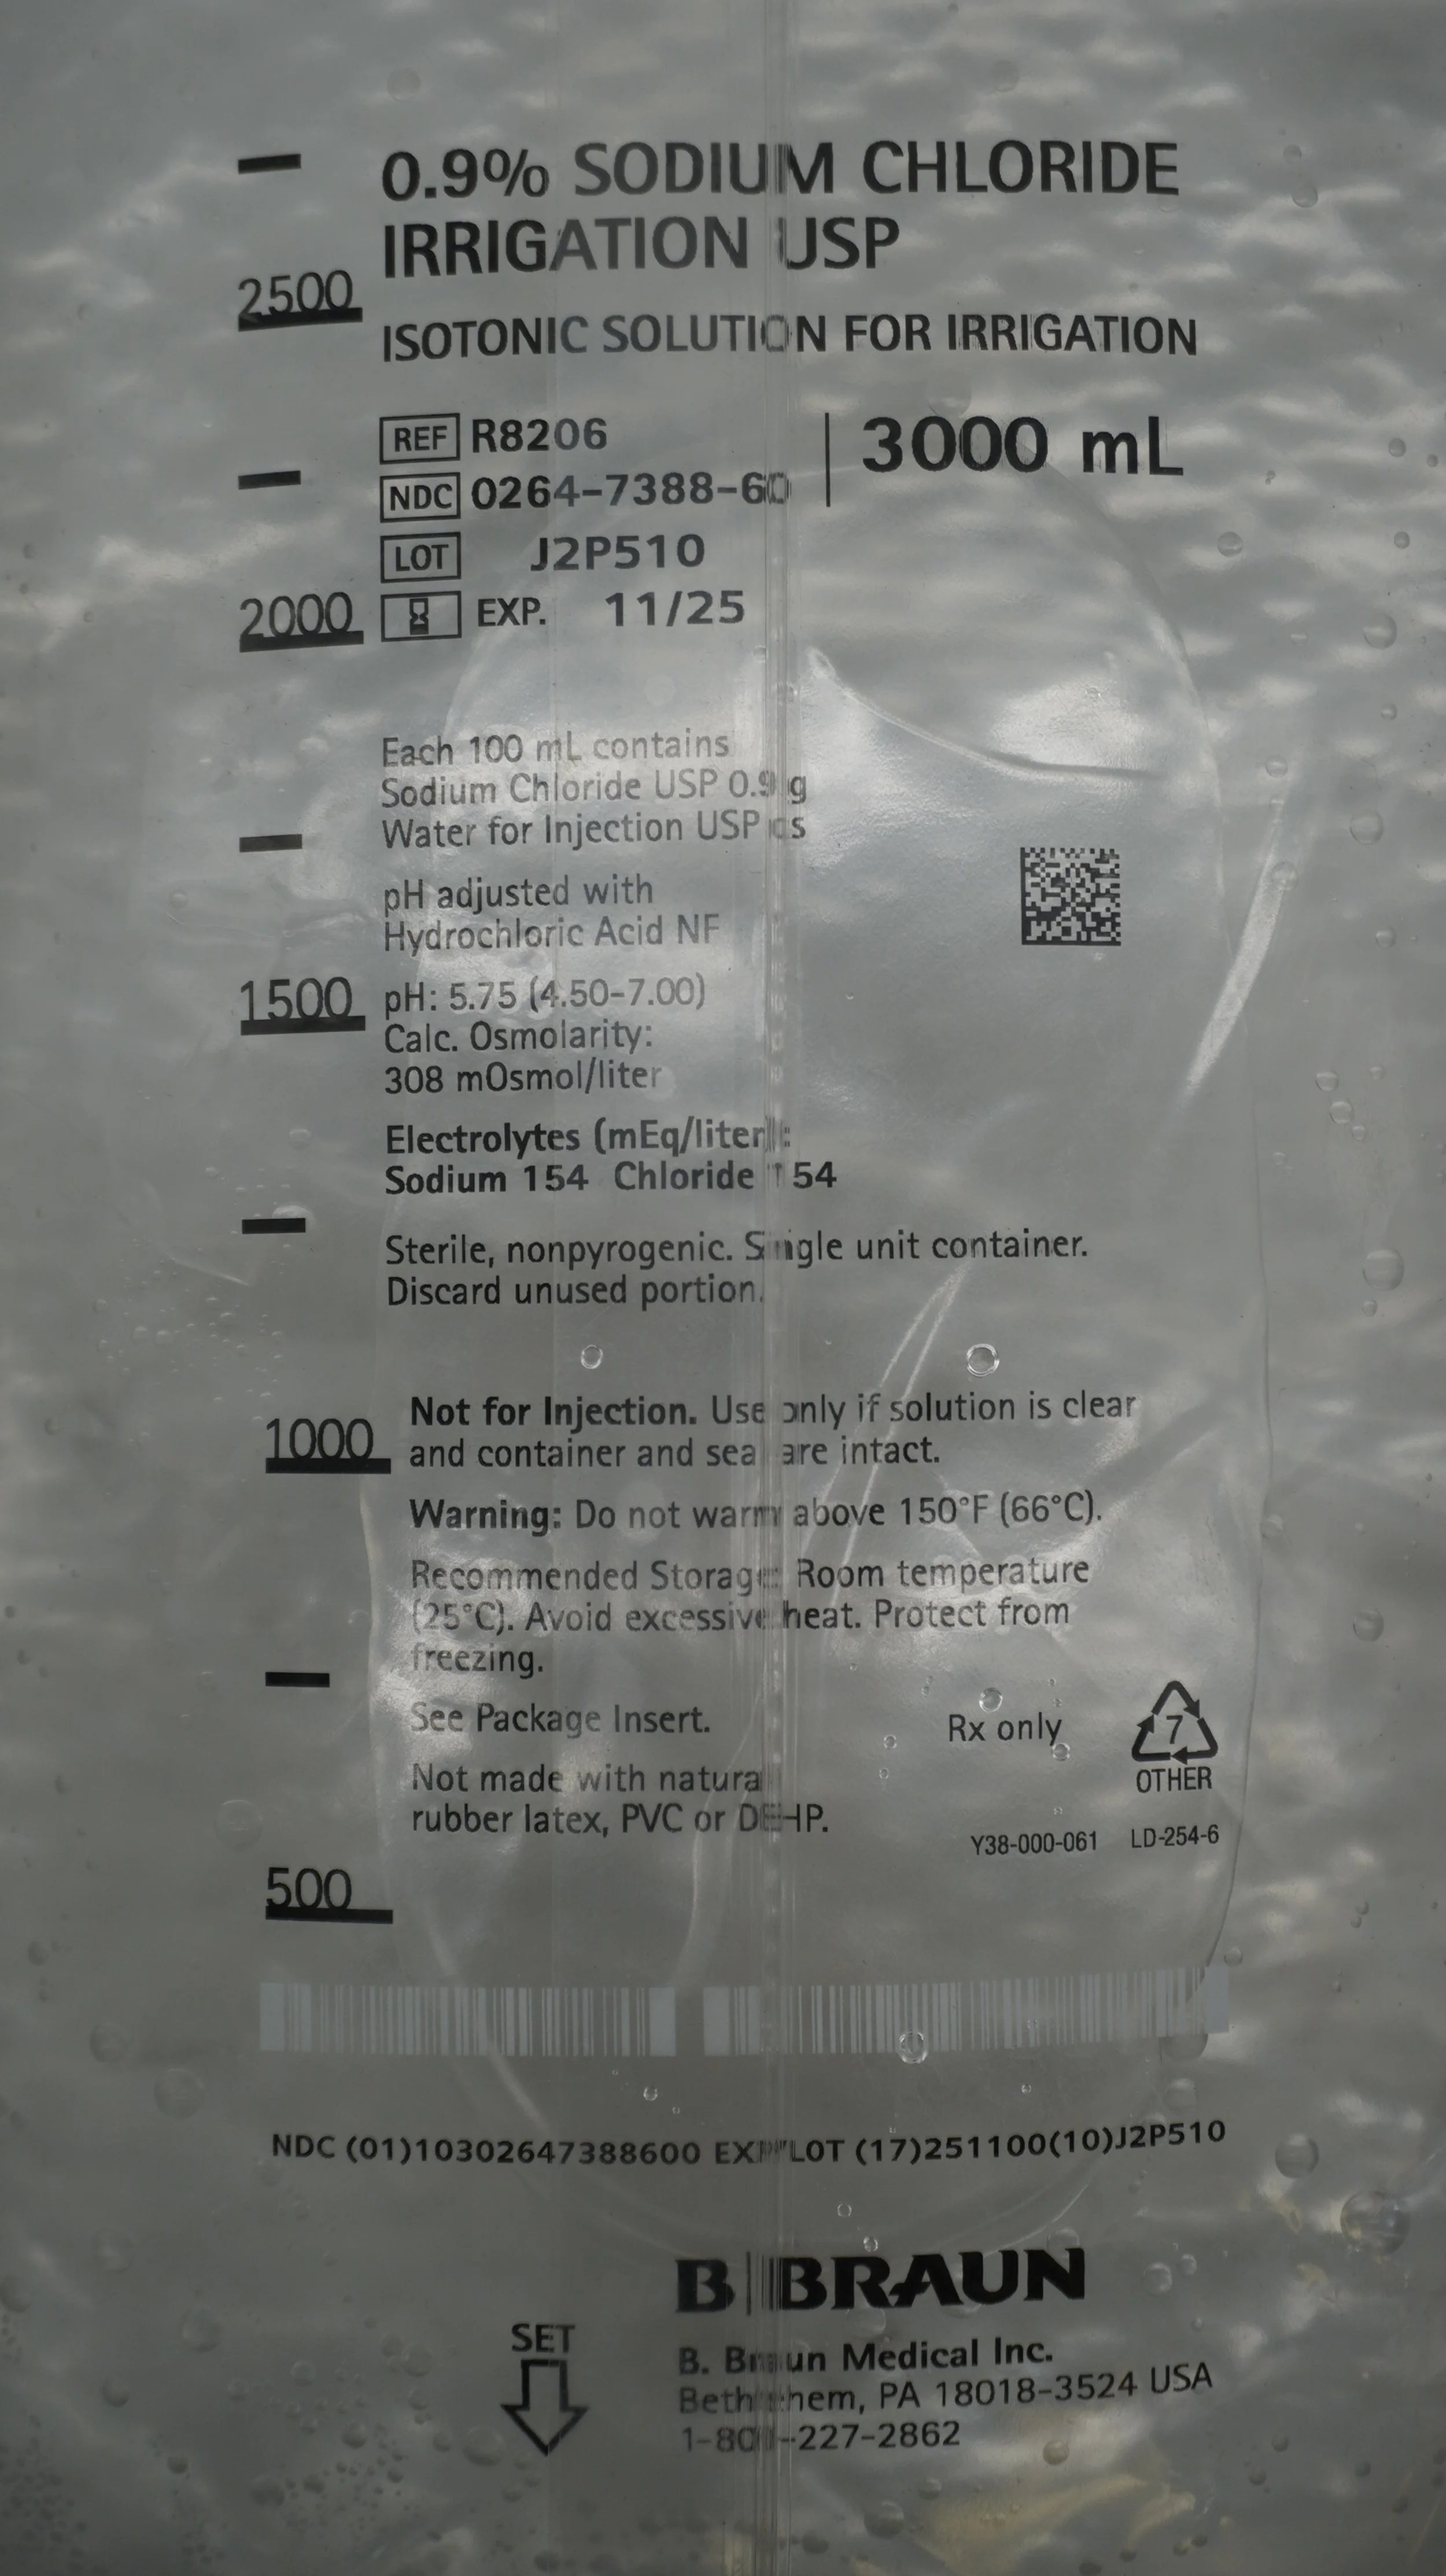 0.9% SODIUM CHLORIDE
IRRIGATION USP
2500
ISOTONIC SOLUTION FOR IRRIGATION
REF R8206
3000 mL
NDC 0264-7388-60
LOT J2P510
2000
EXP. 11/25
Each 100 mL contains
Sodium Chloride USP 0.9 g
Water for Injection USP qs
pH adjusted with
Hydrochloric Acid NF
1500
pH: 5.75 (4.50-7.00)
Calc. Osmolarity:
308 mOsmol/liter
Electrolytes (mEq/liter):
Sodium 154 Chloride 154
Sterile, nonpyrogenic. Single unit container.
Discard unused portion.
1000
Not for Injection. Use only if solution is clear
and container and seal are intact.
Warning: Do not warm above 150°F (66°C).
Recommended Storage: Room temperature
(25°C). Avoid excessive heat. Protect from
freezing.
See Package Insert.
Rx only
7
OTHER
Not made with natural
rubber latex, PVC or DEHP.
Y38-000-061 LD-254-6
500
NDC (01)10302647388600 EXP/LOT (17)251100(10)J2P510
B BRAUN
SET
B. Braun Medical Inc.
Bethlehem, PA 18018-3524 USA
1-800-227-2862